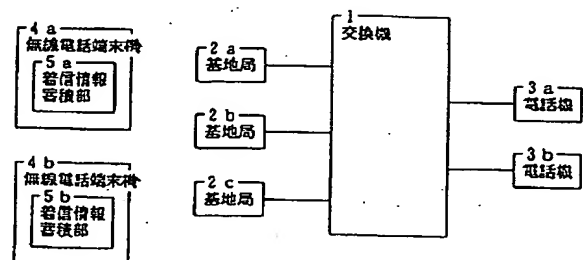 4a
無線電話端末機
5a
着信情報
蓄積部
4b
無線電話端末機
5b
着信情報
蓄積部
2a
基地局
2b
基地局
2c
基地局
1
交換機
3a
電話機
3b
電話機